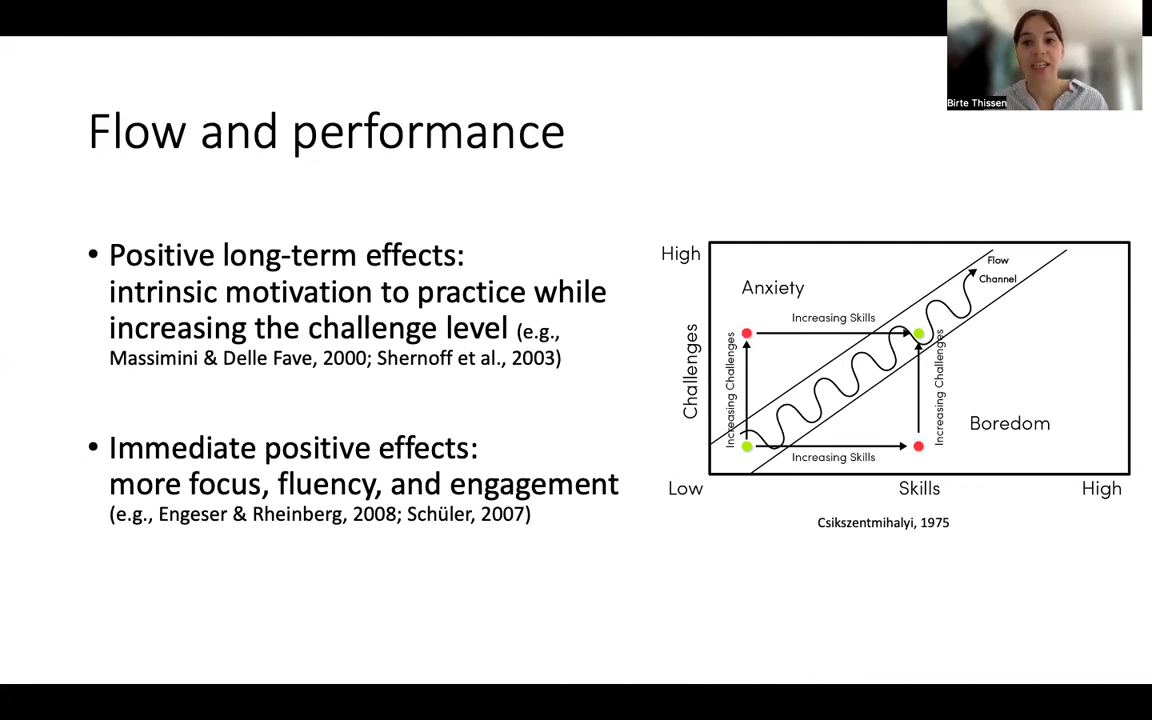 Birte Thissen
Flow and performance
• Positive long-term effects:
intrinsic motivation to practice while
increasing the challenge level (e.g.,
Massimini & Delle Fave, 2000; Shernoff et al., 2003)
• Immediate positive effects:
more focus, fluency, and engagement
(e.g., Engeser & Rheinberg, 2008; Schüler, 2007)
High
Challenges
Low
Anxiety
Increasing Skills
Flow
Channel
Increasing Challenges
Increasing Challenges
Boredom
Increasing Skills
Skills
High
Csikszentmihalyi, 1975